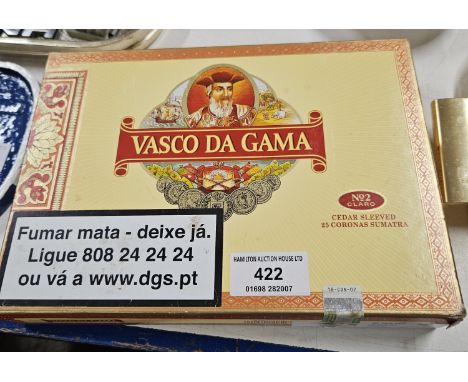 VASCO DA GAMA
No2
CLARO
CEDAR SLEEVED
25 CORONAS SUMATRA
Fumar mata - deixe já.
Ligue 808 24 24 24
ou vá a www.dgs.pt
HAMILTON AUCTION HOUSE LTD
422
01698 282007